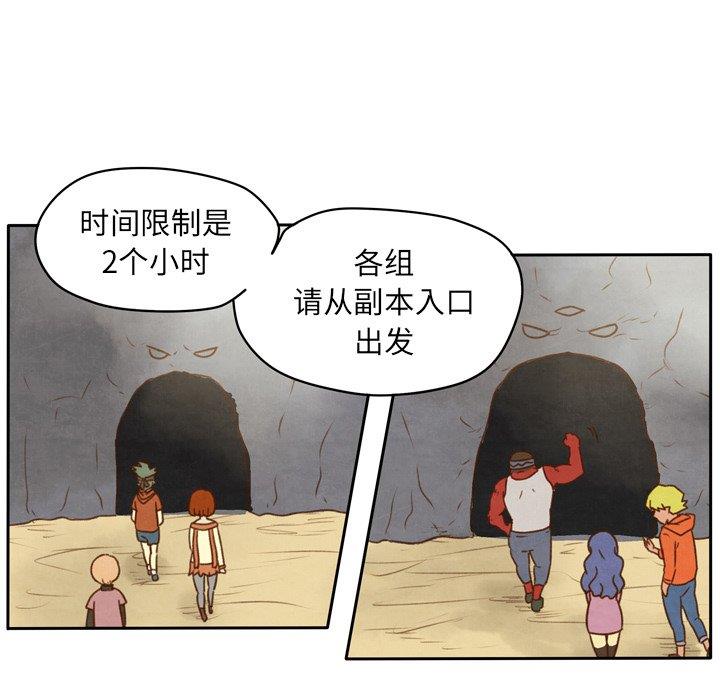 时间限制是
2个小时
各组
请从副本入口
出发